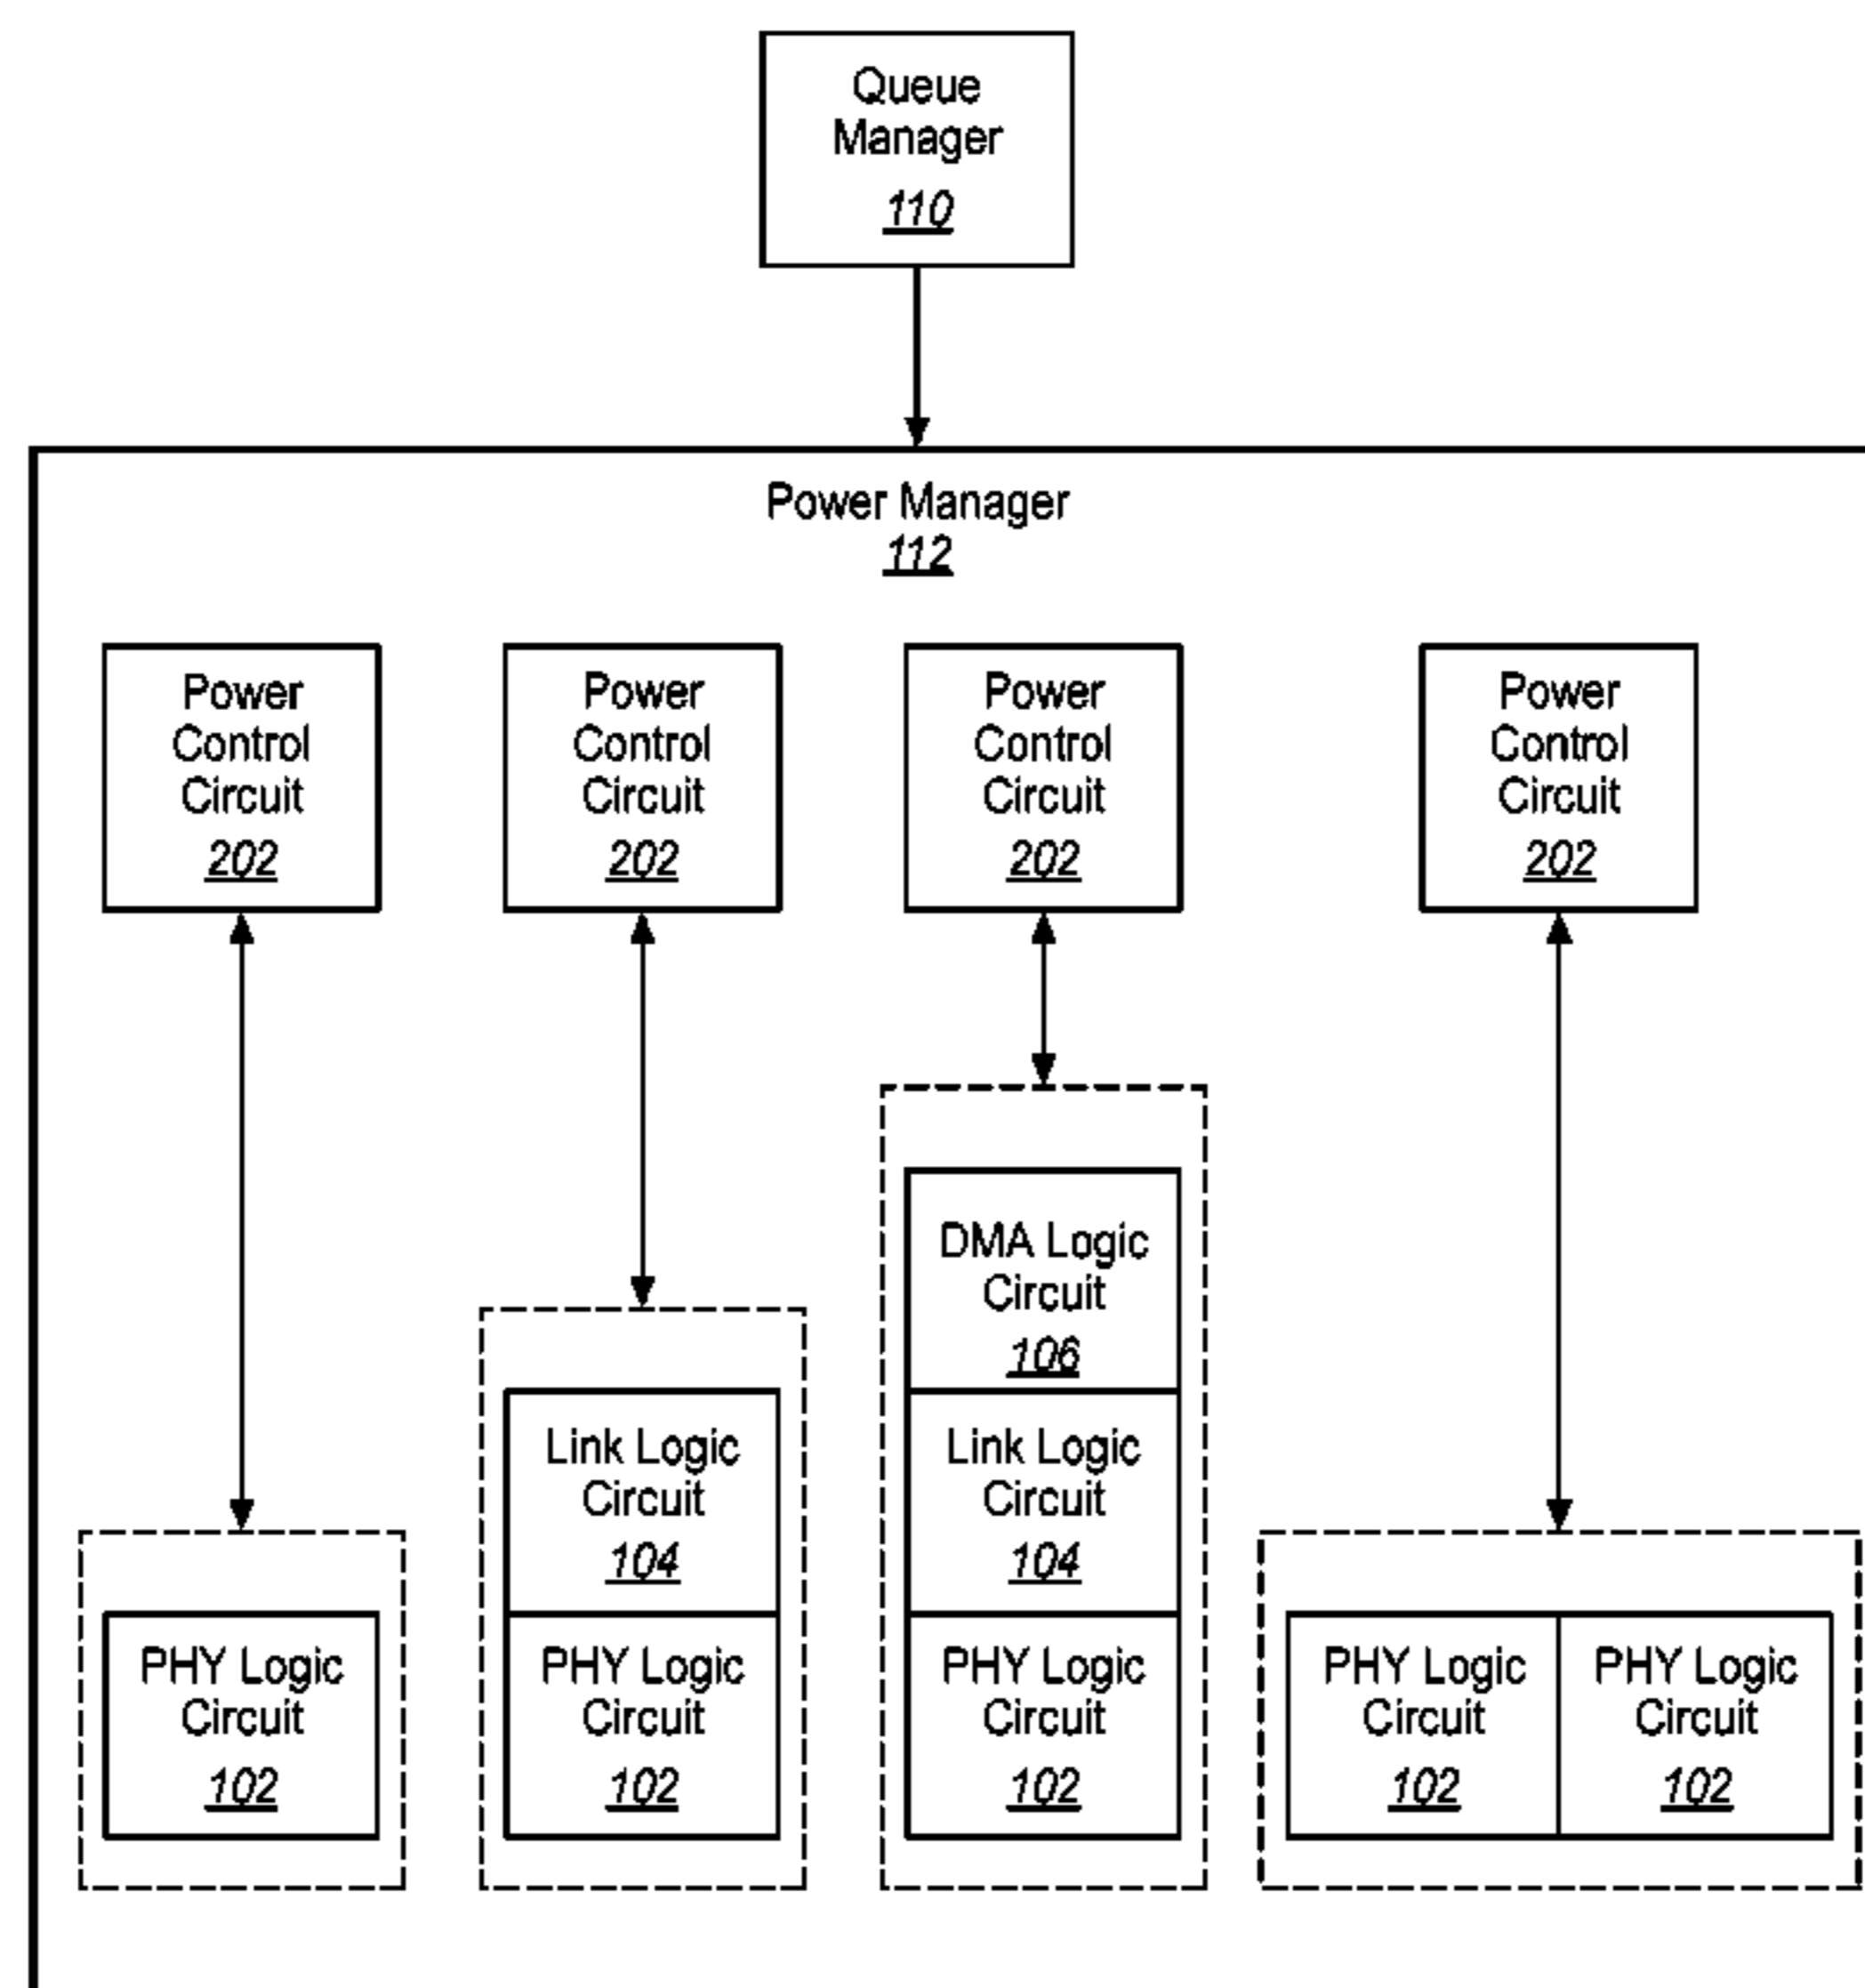 Queue
Manager
110
Power Manager
112
Power
Control
Circuit
202
Power
Control
Circuit
202
Power
Control
Circuit
202
Power
Control
Circuit
202
DMA Logic
Circuit
106
Link Logic
Circuit
104
Link Logic
Circuit
104
PHY Logic
Circuit
102
PHY Logic
Circuit
102
PHY Logic
Circuit
102
PHY Logic
Circuit
102
PHY Logic
Circuit
102